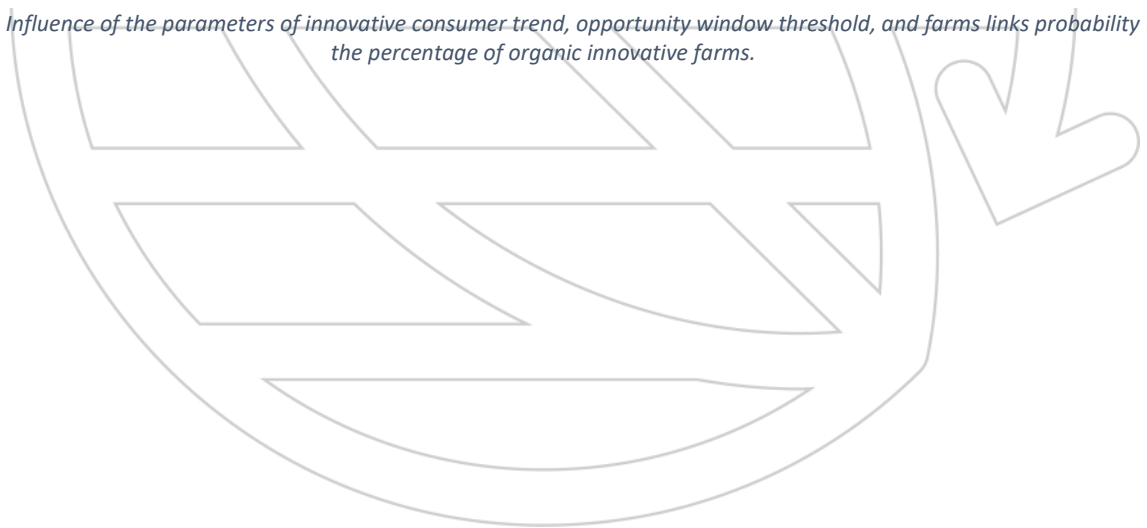 Influence of the parameters of innovative consumer trend, opportunity window threshold, and farms links probability
the percentage of organic innovative farms.